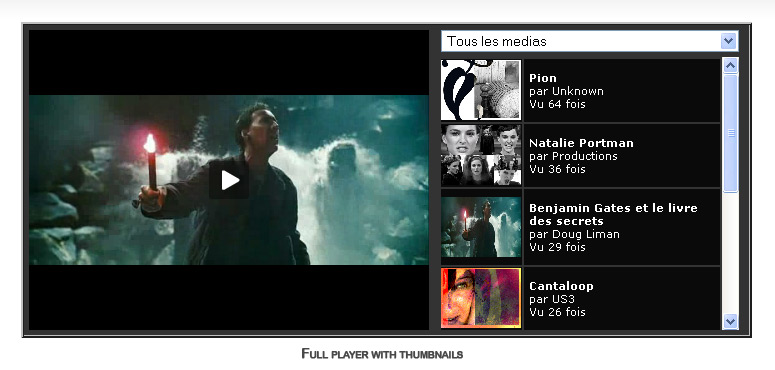 Tous les medias
Pion
par Unknown
Vu 64 fois
Natalie Portman
par Productions
Vu 36 fois
Benjamin Gates et le livre
des secrets
par Doug Liman
Vu 29 fois
Cantaloop
par US3
Vu 26 fois
Full player with thumbnails